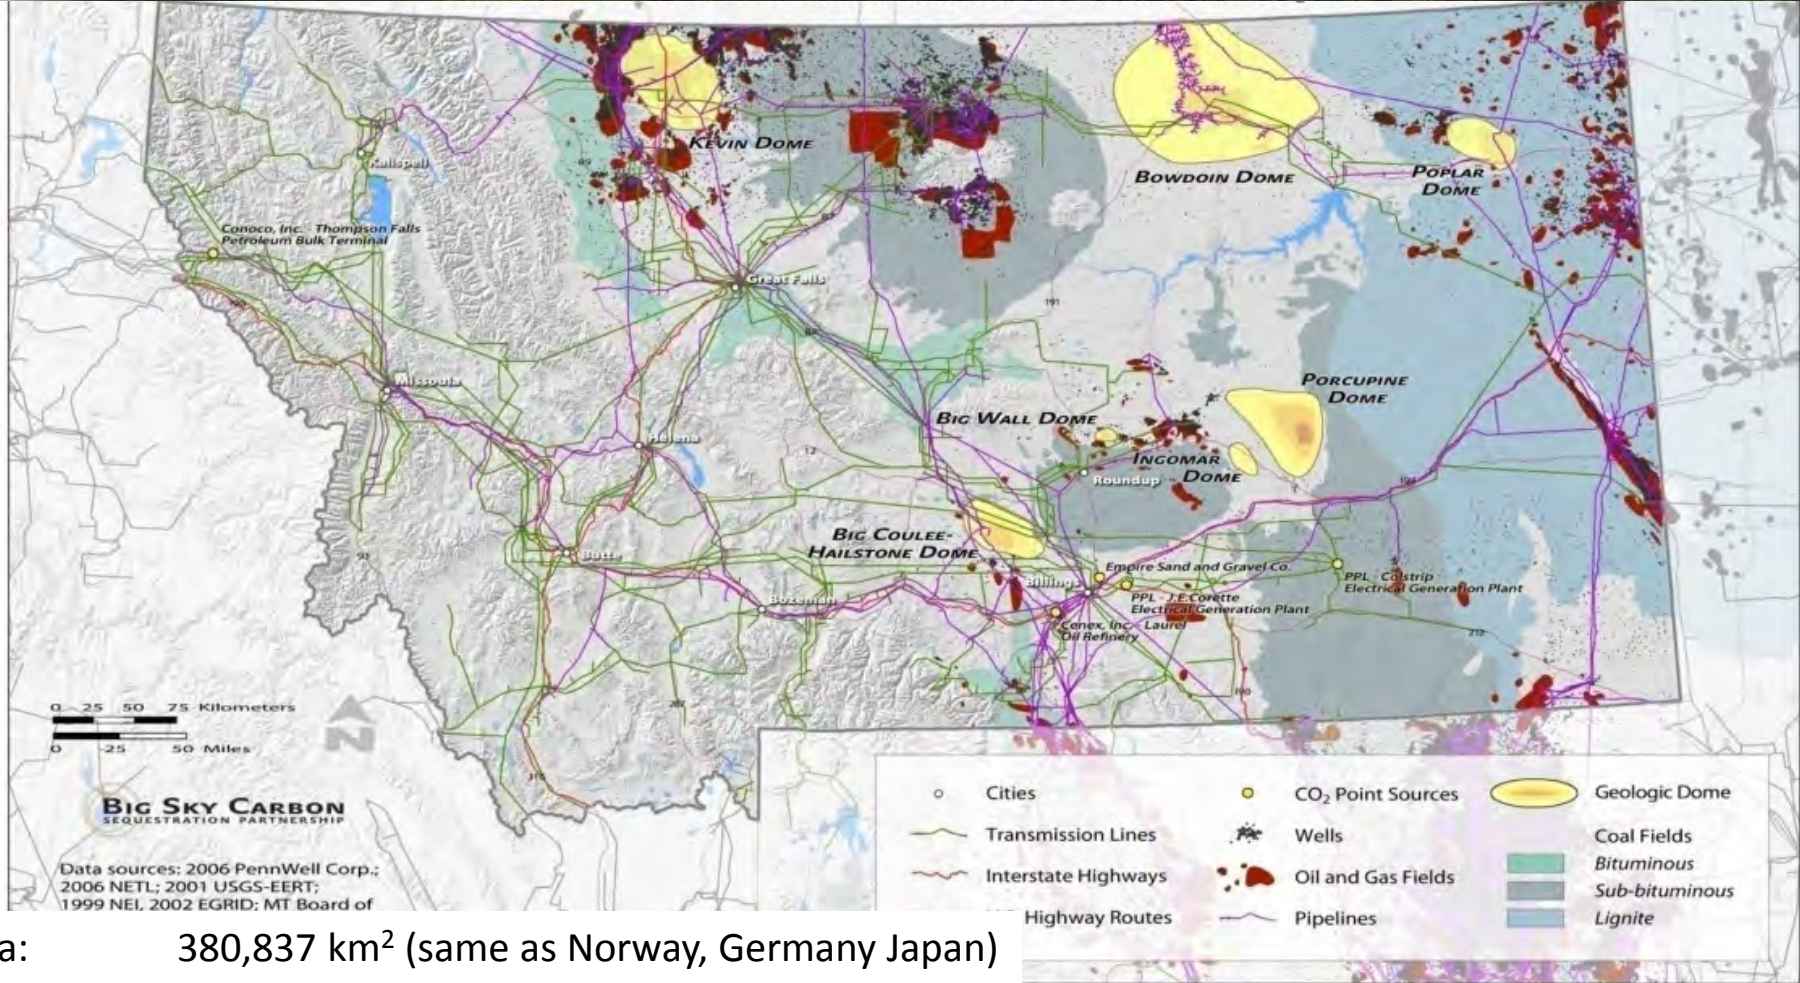 KEVIN DOME
BOWDOIN DOME
POPLAR
DOME
Kalispell
Conoco, Inc. - Thompson Falls
Petroleum Bulk Terminal
Great Falls
Missoula
Helena
PORCUPINE
DOME
BIG WALL DOME
INGOMAR
DOME
Roundup
BIG COULEE-
HAILSTONE DOME
Butte
Bozeman
Billings
Empire Sand and Gravel Co.
PPL - J.E.Corette
Electrical Generation Plant
Cenex, Inc. - Laurel
Oil Refinery
PPL - Colstrip
Electrical Generation Plant
89
87
191
12
93
212
0 25 50 75 Kilometers
0 25 50 Miles
N
BIG SKY CARBON
SEQUESTRATION PARTNERSHIP
Data sources: 2006 PennWell Corp.;
2006 NETL; 2001 USGS-EERT;
1999 NEI, 2002 EGRID; MT Board of
Cities
Transmission Lines
Interstate Highways
Highway Routes
CO₂ Point Sources
Wells
Oil and Gas Fields
Pipelines
Geologic Dome
Coal Fields
Bituminous
Sub-bituminous
Lignite
a: 380,837 km² (same as Norway, Germany Japan)